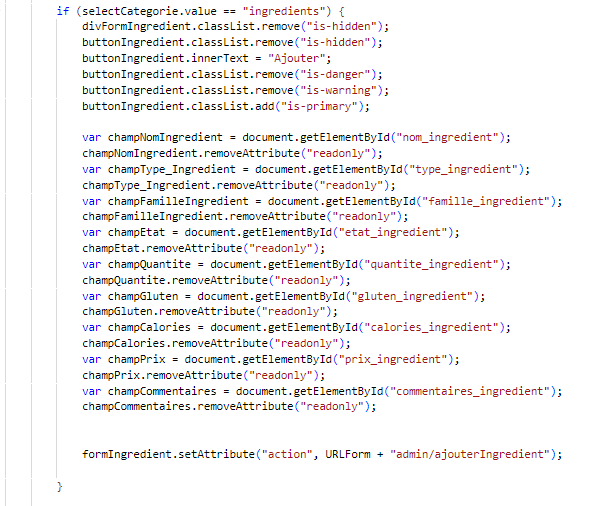 if (selectCategorie.value == "ingredients") {
divFormIngredient.classList.remove("is-hidden");
buttonIngredient.classList.remove("is-hidden");
buttonIngredient.innerText = "Ajouter";
buttonIngredient.classList.remove("is-danger");
buttonIngredient.classList.remove("is-warning");
buttonIngredient.classList.add("is-primary");
var champNomIngredient = document.getElementById("nom_ingredient");
champNomIngredient.removeAttribute("readonly");
var champType_Ingredient = document.getElementById("type_ingredient");
champType_Ingredient.removeAttribute("readonly");
var champFamilleIngredient = document.getElementById("famille_ingredient");
champFamilleIngredient.removeAttribute("readonly");
var champEtat = document.getElementById("etat_ingredient");
champEtat.removeAttribute("readonly");
var champQuantite = document.getElementById("quantite_ingredient");
champQuantite.removeAttribute("readonly");
var champGluten = document.getElementById("gluten_ingredient");
champGluten.removeAttribute("readonly");
var champCalories = document.getElementById("calories_ingredient");
champCalories.removeAttribute("readonly");
var champPrix = document.getElementById("prix_ingredient");
champPrix.removeAttribute("readonly");
var champCommentaires = document.getElementById("commentaires_ingredient");
champCommentaires.removeAttribute("readonly");
formIngredient.setAttribute("action", URLForm + "admin/ajouterIngredient");
}